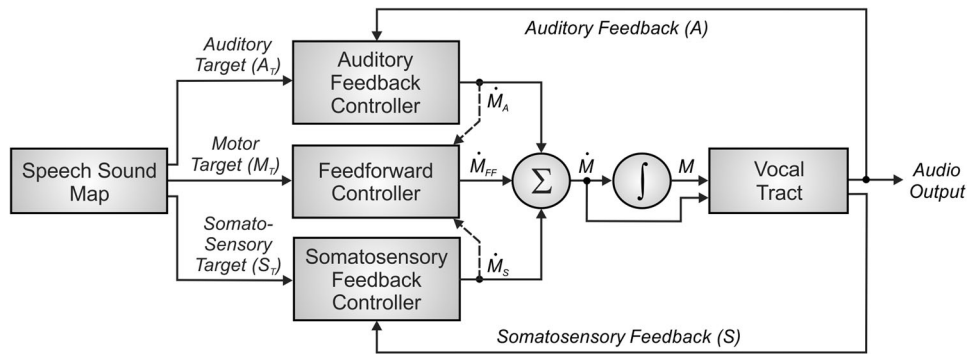 Auditory Feedback (A)
Auditory
Target (A_T)
Auditory
Feedback
Controller
Ṁ_A
Speech Sound
Map
Motor
Target (M_T)
Feedforward
Controller
Ṁ_FF
Σ
Ṁ
∫
M
Vocal
Tract
Audio
Output
Somato-
Sensory
Target (S_T)
Somatosensory
Feedback
Controller
Ṁ_S
Somatosensory Feedback (S)